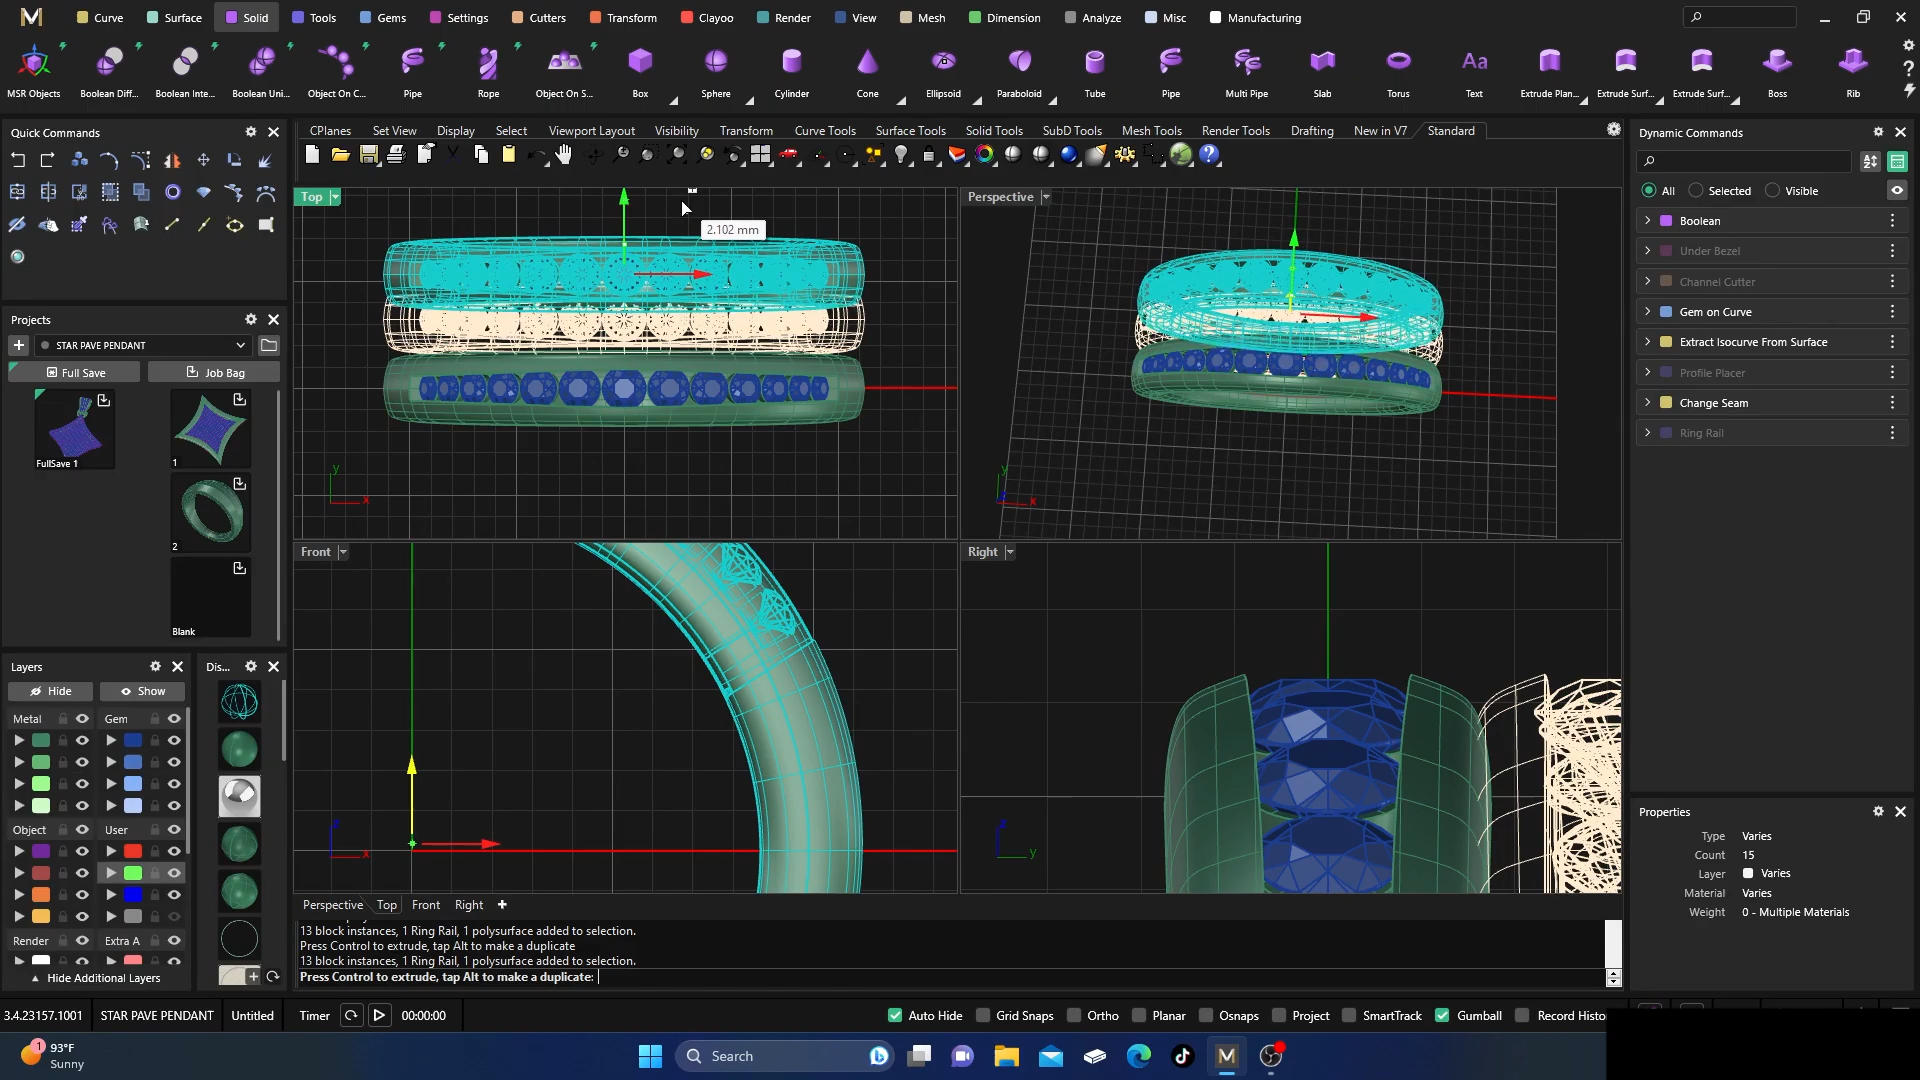 Curve Surface Solid Tools Gems Settings Cutters Transform Clayoo Render View Mesh Dimension Analyze Misc Manufacturing
MSR Objects Boolean Diff... Boolean Inte... Boolean Uni... Object On C... Pipe Rope Object On S... Box Sphere Cylinder Cone Ellipsoid Paraboloid Tube Pipe Multi Pipe Slab Torus Text Extrude Plan... Extrude Surf... Extrude Surf... Boss Rib
Aa
Quick Commands
CPlanes Set View Display Select Viewport Layout Visibility Transform Curve Tools Surface Tools Solid Tools SubD Tools Mesh Tools Render Tools Drafting New in V7 Standard
Dynamic Commands
All Selected Visible
Boolean
Under Bezel
Channel Cutter
Gem on Curve
Extract Isocurve From Surface
Profile Placer
Change Seam
Ring Rail
Top
2.102 mm
y
x
Perspective
y
x
Front
x
Right
y
Projects
STAR PAVE PENDANT
Full Save Job Bag
FullSave 1
1
2
Blank
Layers
Hide Show
Metal Gem
Object User
Render Extra A
Hide Additional Layers
Dis...
Perspective Top Front Right
13 block instances, 1 Ring Rail, 1 polysurface added to selection.
Press Control to extrude, tap Alt to make a duplicate
13 block instances, 1 Ring Rail, 1 polysurface added to selection.
Press Control to extrude, tap Alt to make a duplicate:
Properties
Type Varies
Count 15
Layer Varies
Material Varies
Weight 0 - Multiple Materials
3.4.23157.1001 STAR PAVE PENDANT Untitled Timer 00:00:00 Auto Hide Grid Snaps Ortho Planar Osnaps Project SmartTrack Gumball Record Histo
1
93°F
Sunny
Search